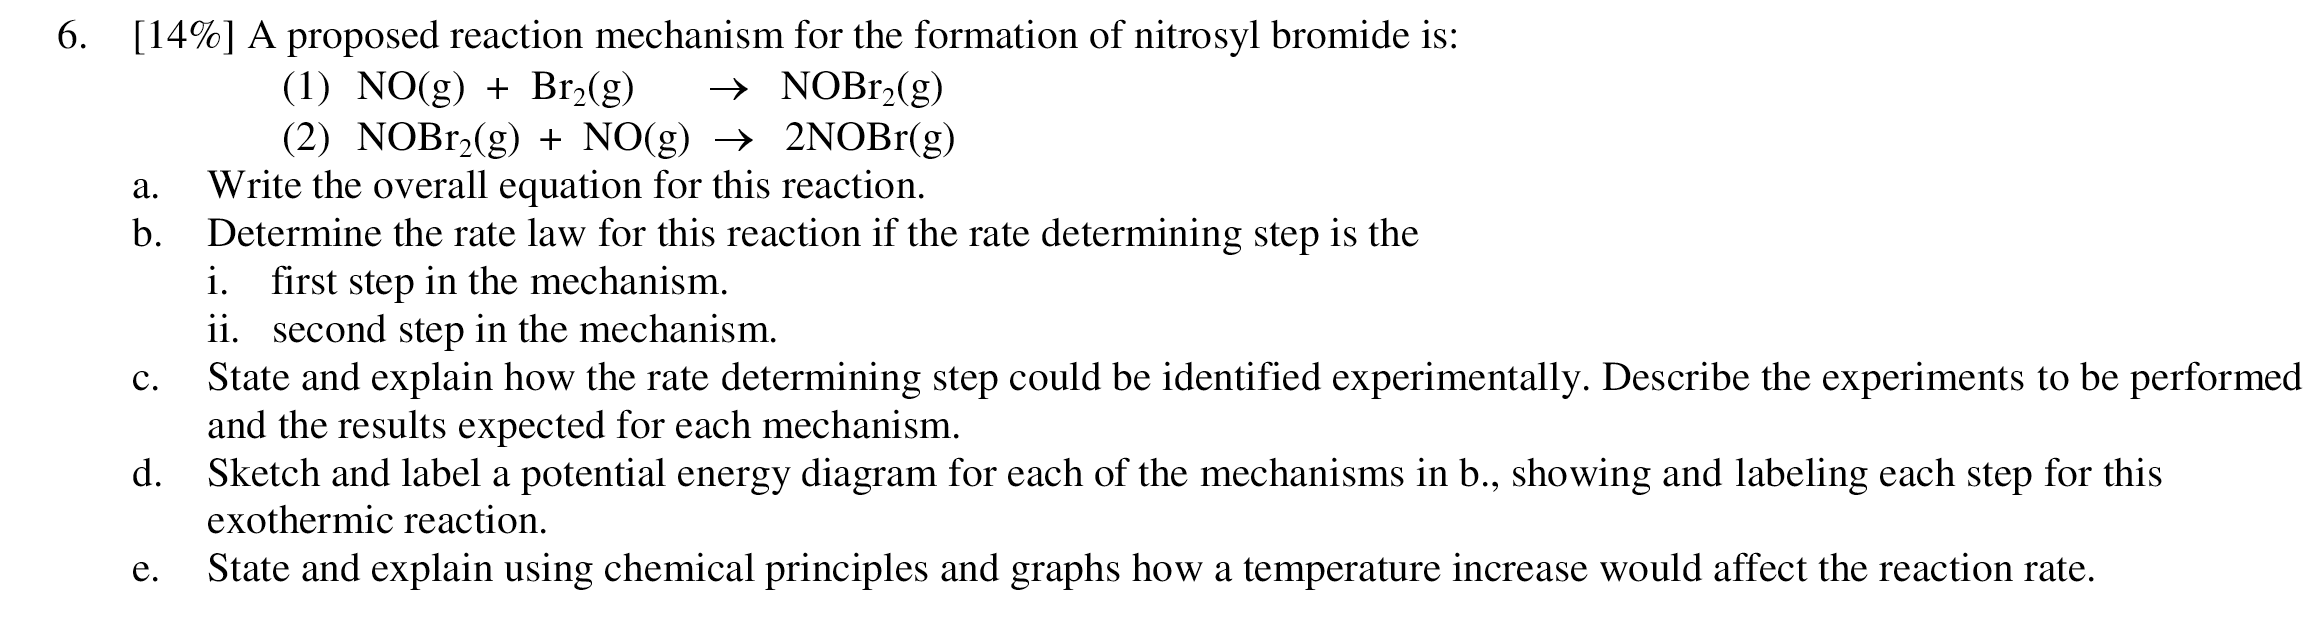 6. [14%] A proposed reaction mechanism for the formation of nitrosyl bromide is:
(1) NO(g) + Br₂(g) → NOBr₂(g)
(2) NOBr₂(g) + NO(g) → 2NOBr(g)
a. Write the overall equation for this reaction.
b. Determine the rate law for this reaction if the rate determining step is the
i. first step in the mechanism.
ii. second step in the mechanism.
c. State and explain how the rate determining step could be identified experimentally. Describe the experiments to be performed
and the results expected for each mechanism.
d. Sketch and label a potential energy diagram for each of the mechanisms in b., showing and labeling each step for this
exothermic reaction.
e. State and explain using chemical principles and graphs how a temperature increase would affect the reaction rate.